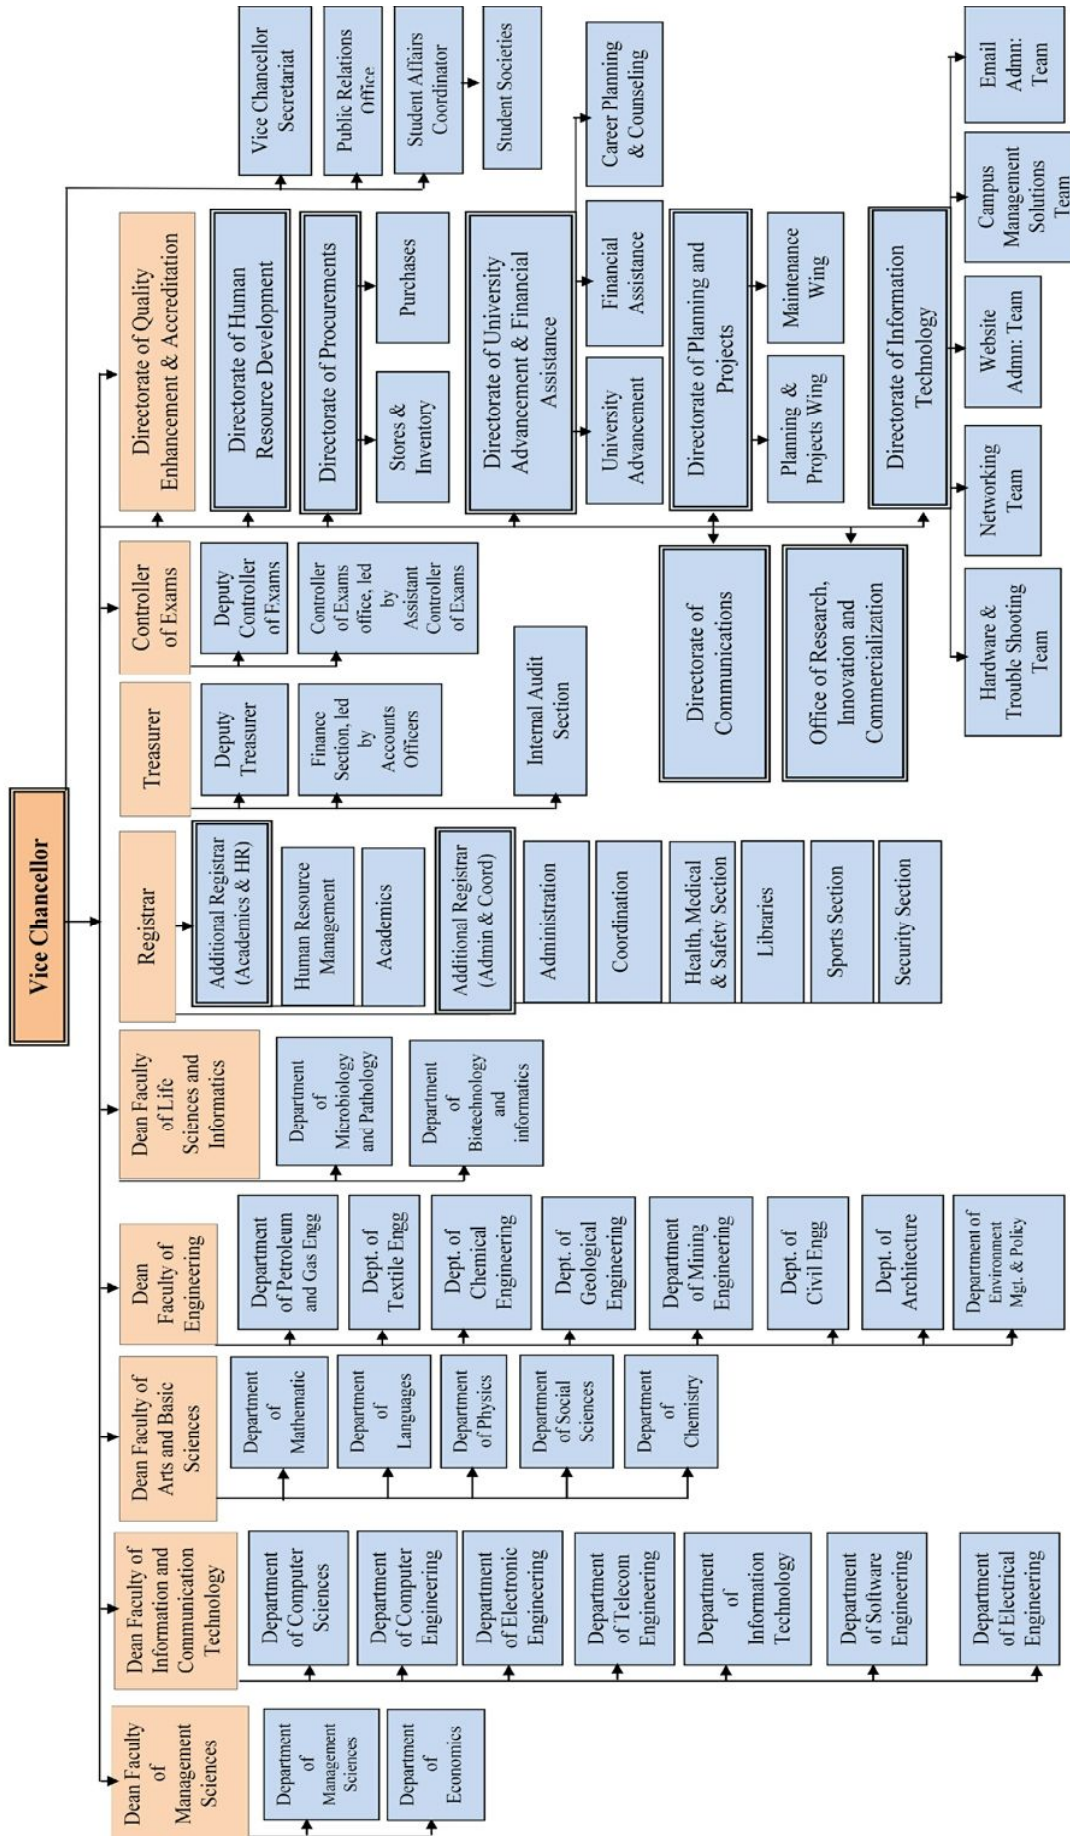 Vice Chancellor
Dean Faculty
of
Management
Sciences
Department
of
Management
Sciences
Department
of
Economics
Dean Faculty of
Information and
Communication
Technology
Department
of Computer
Sciences
Department
of Computer
Engineering
Department
of Electronic
Engineering
Department
of Telecom
Engineering
Department
of
Information
Technology
Department
of Software
Engineering
Department
of Electrical
Engineering
Dean Faculty of
Arts and Basic
Sciences
Department
of
Mathematic
Department
of
Languages
Department
of Physics
Department
of Social
Sciences
Department
of
Chemistry
Dean
Faculty of
Engineering
Department
of Petroleum
and Gas Engg
Dept. of
Textile Engg
Dept. of
Chemical
Engineering
Dept. of
Geological
Engineering
Department
of Mining
Engineering
Dept. of
Civil Engg
Dept. of
Architecture
Department of
Environment
Mgt. & Policy
Dean Faculty
of Life
Sciences and
Informatics
Department
of
Microbiology
and Pathology
Department
of
Biotechnology
and
informatics
Registrar
Additional Registrar
(Academics & HR)
Human Resource
Management
Academics
Additional Registrar
(Admin & Coord)
Administration
Coordination
Health, Medical
& Safety Section
Libraries
Sports Section
Security Section
Treasurer
Deputy
Treasurer
Finance
Section, led
by
Accounts
Officers
Internal Audit
Section
Controller
of Exams
Deputy
Controller
of Exams
Controller
of Exams
office, led
by
Assistant
Controller
of Exams
Directorate of Quality
Enhancement & Accreditation
Directorate of Human
Resource Development
Directorate of Procurements
Stores &
Inventory
Purchases
Directorate of University
Advancement & Financial
Assistance
University
Advancement
Financial
Assistance
Career Planning
& Counseling
Directorate of Planning and
Projects
Planning &
Projects Wing
Maintenance
Wing
Directorate of
Communications
Office of Research,
Innovation and
Commercialization
Directorate of Information
Technology
Hardware &
Trouble Shooting
Team
Networking
Team
Website
Admn: Team
Campus
Management
Solutions
Team
Email
Admn:
Team
Vice Chancellor
Secretariat
Public Relations
Office
Student Affairs
Coordinator
Student Societies